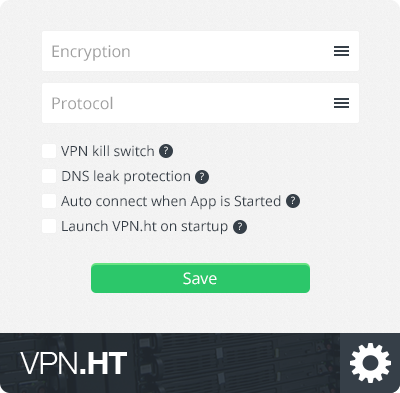 Encryption
Protocol
VPN kill switch ?
DNS leak protection ?
Auto connect when App is Started ?
Launch VPN.ht on startup ?
Save
VPN.HT